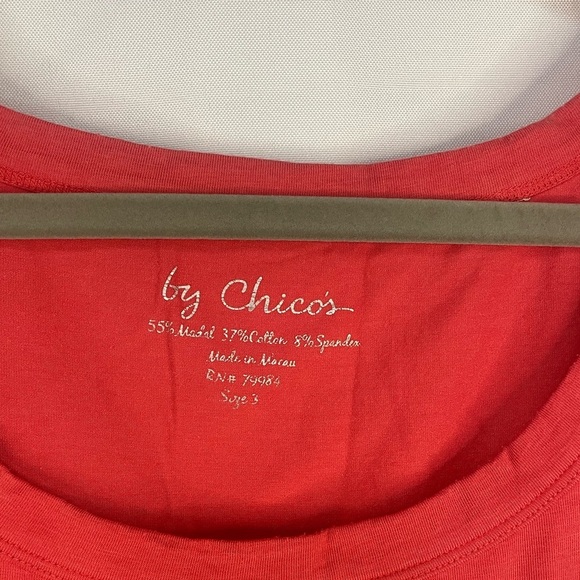 by Chico's
55% Modal 37% Cotton 8% Spandex
Made in Macau
RN# 79984
Size 3